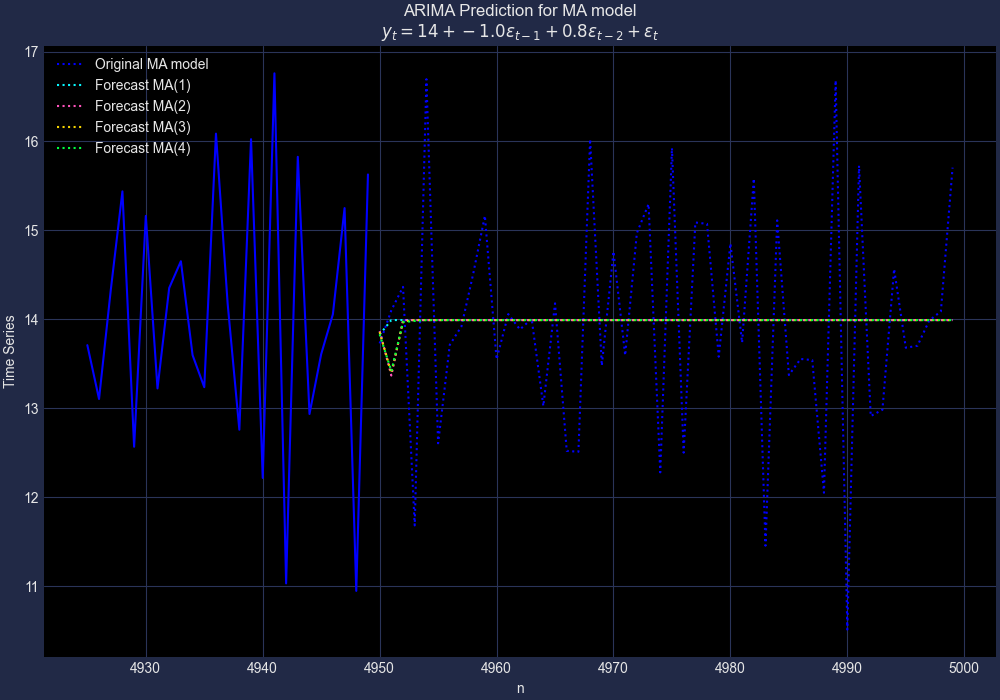 ARIMA Prediction for MA model
y_t = 14 + −1.0ε_{t−1} + 0.8ε_{t−2} + ε_t
17
Original MA model
Forecast MA(1)
Forecast MA(2)
Forecast MA(3)
Forecast MA(4)
16
15
14
13
12
11
Time Series
4930 4940 4950 4960 4970 4980 4990 5000
n